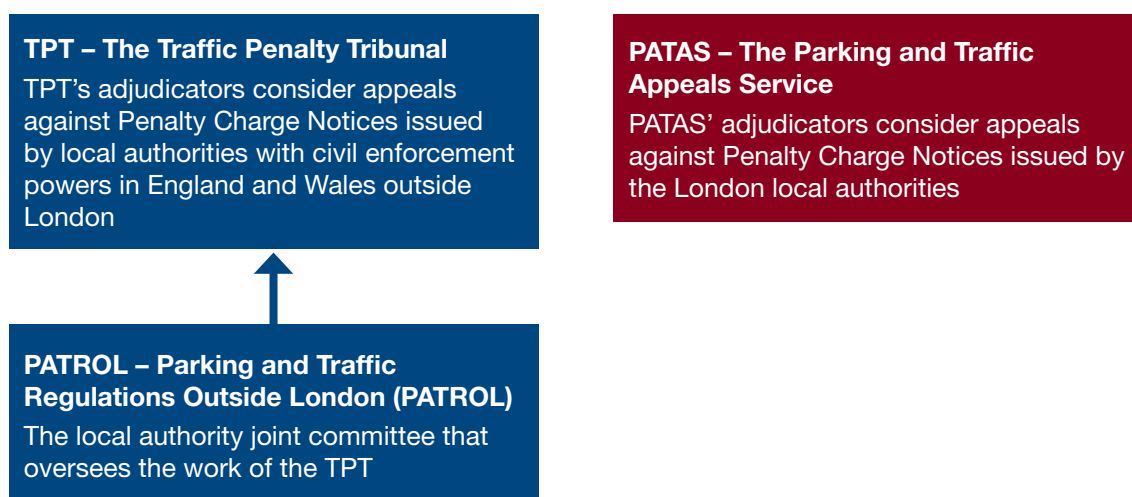 TPT – The Traffic Penalty Tribunal
TPT’s adjudicators consider appeals
against Penalty Charge Notices issued
by local authorities with civil enforcement
powers in England and Wales outside
London
PATAS – The Parking and Traffic
Appeals Service
PATAS’ adjudicators consider appeals
against Penalty Charge Notices issued by
the London local authorities
PATROL – Parking and Traffic
Regulations Outside London (PATROL)
The local authority joint committee that
oversees the work of the TPT